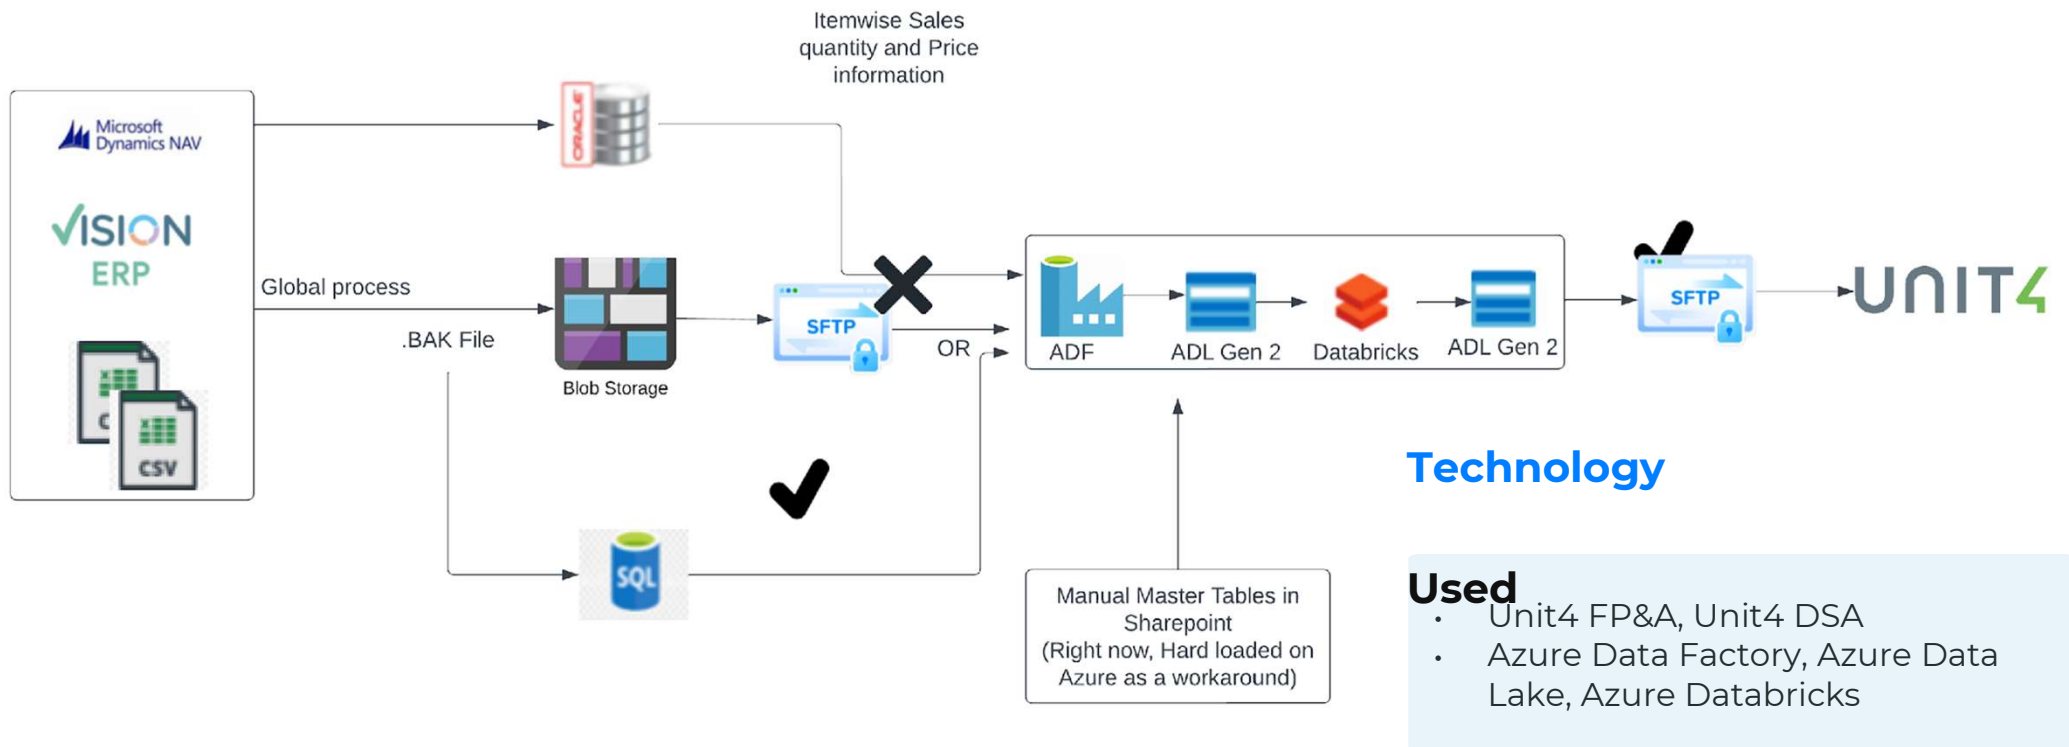 Itemwise Sales
quantity and Price
information
Microsoft
Dynamics NAV
VISION
ERP
CSV
Global process
.BAK File
ORACLE
Blob Storage
SFTP
OR
SQL
ADF
ADL Gen 2
Databricks
ADL Gen 2
SFTP
UNIT4
Manual Master Tables in
Sharepoint
(Right now, Hard loaded on
Azure as a workaround)
Technology
Used
• Unit4 FP&A, Unit4 DSA
• Azure Data Factory, Azure Data
Lake, Azure Databricks